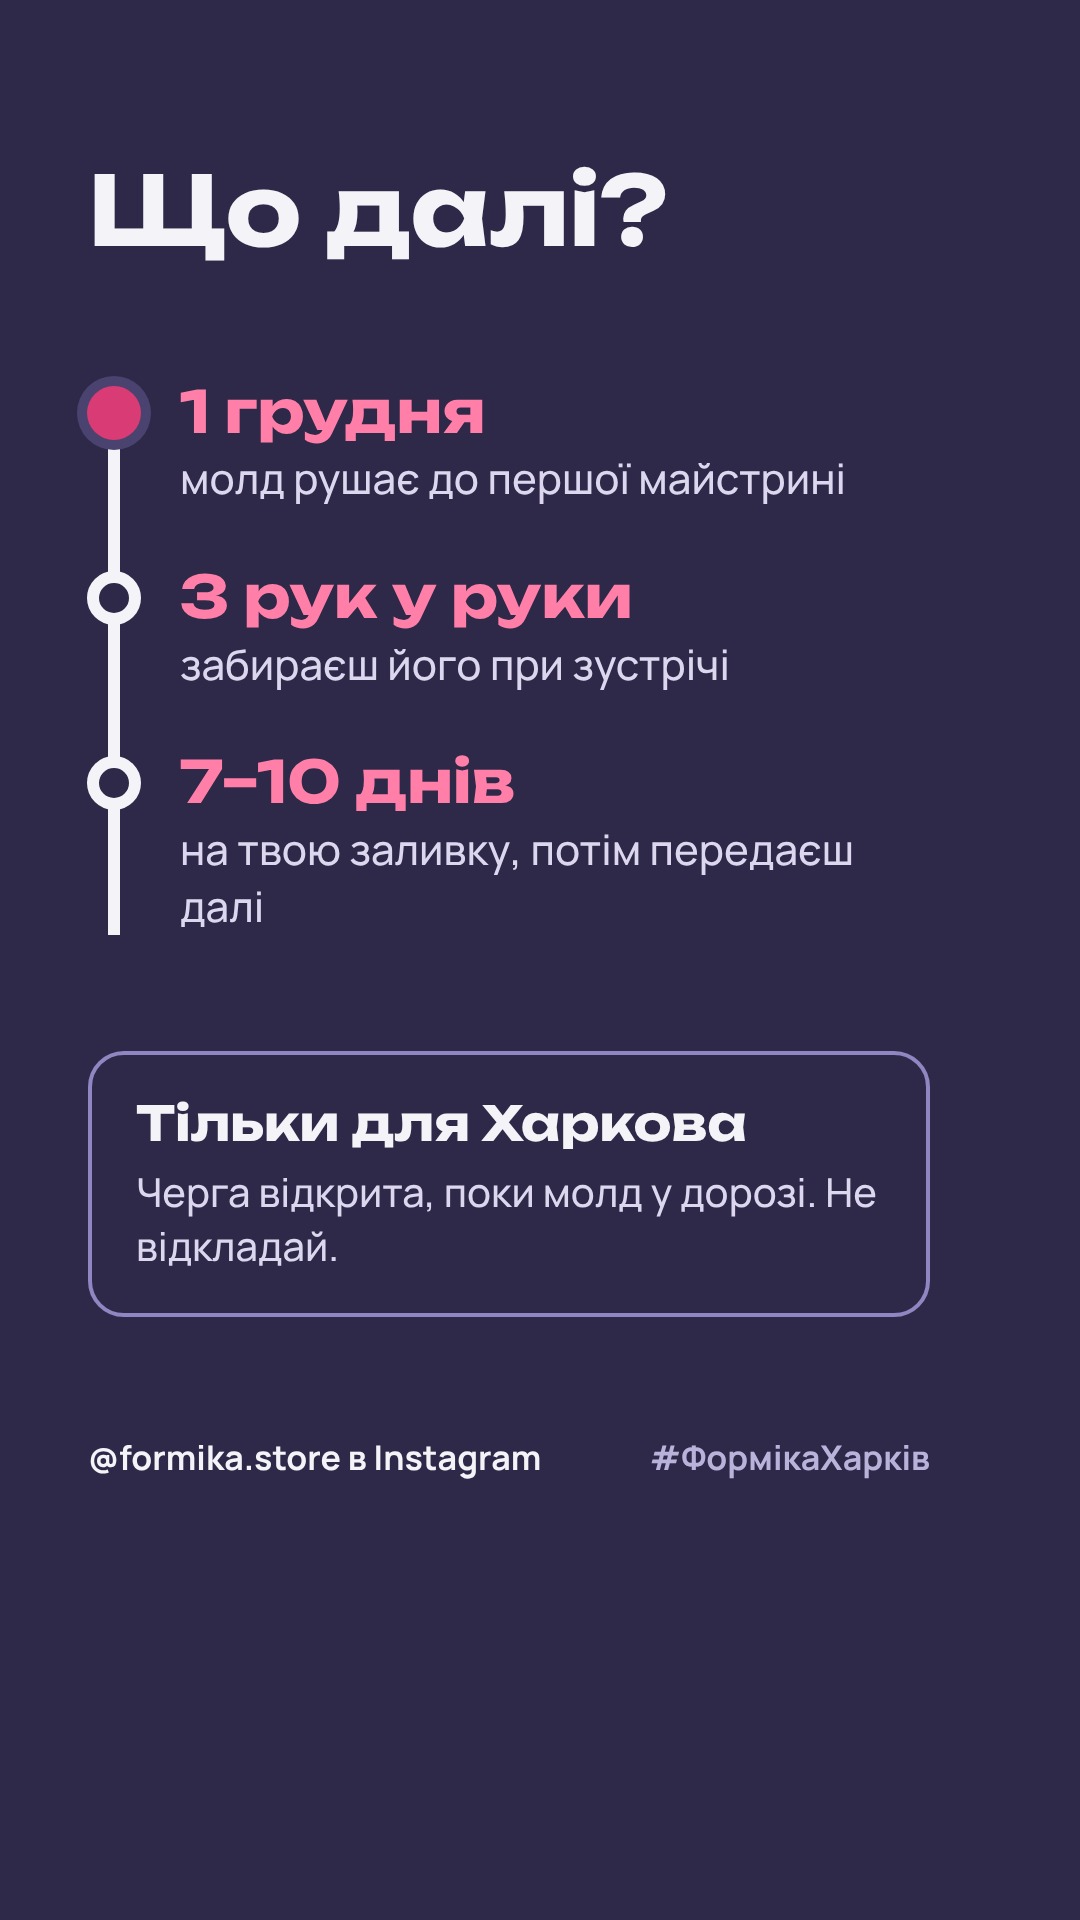 Що далі?
1 грудня
молд рушає до першої майстрині
З рук у руки
забираєш його при зустрічі
7–10 днів
на твою заливку, потім передаєш
далі
Тільки для Харкова
Черга відкрита, поки молд у дорозі. Не
відкладай.
@formika.store в Instagram #ФормікаХарків